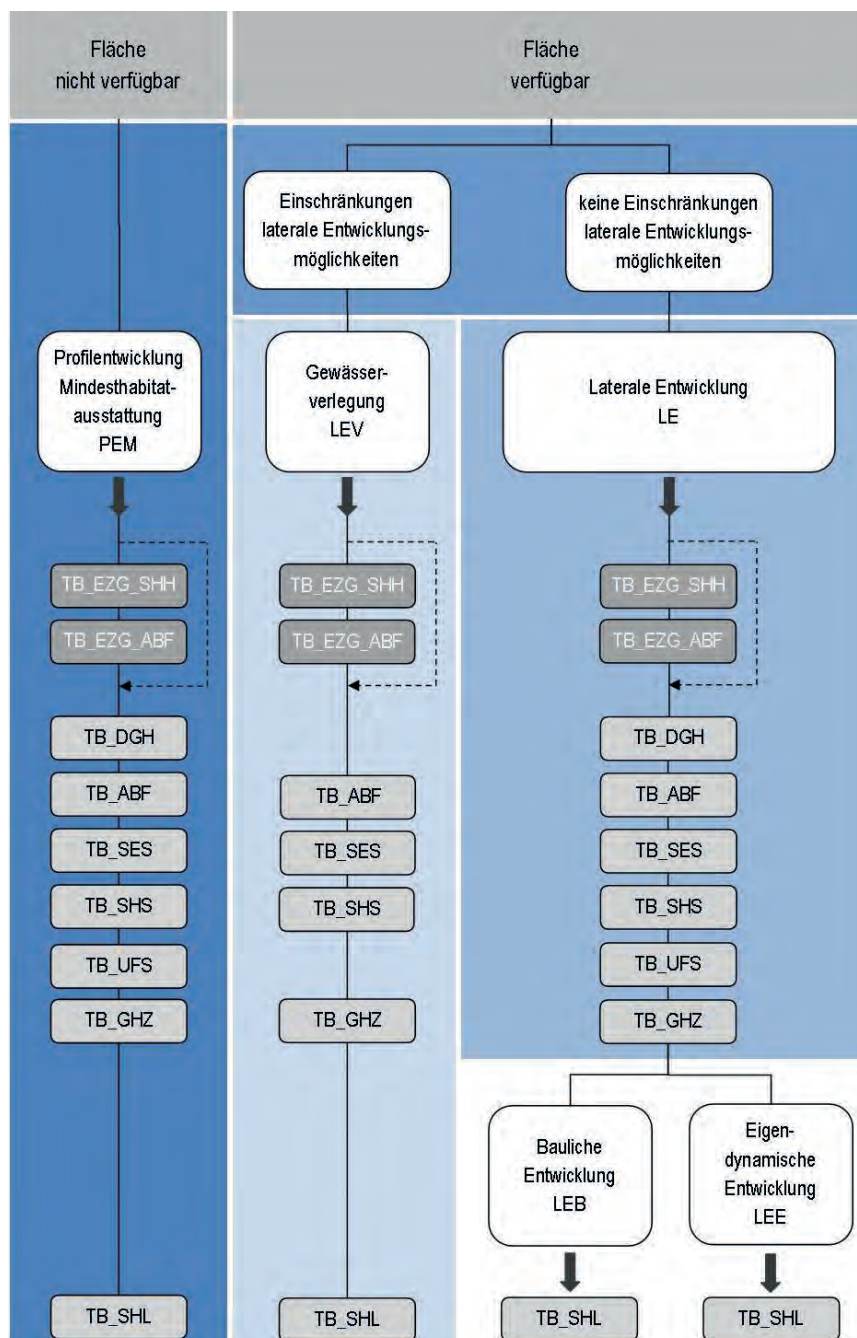 Fläche
nicht verfügbar
Fläche
verfügbar
Einschränkungen
laterale Entwicklungs-
möglichkeiten
keine Einschränkungen
laterale Entwicklungs-
möglichkeiten
Profilentwicklung
Mindesthabitat-
ausstattung
PEM
Gewässer-
verlegung
LEV
Laterale Entwicklung
LE
TB_EZG_SHH
TB_EZG_ABF
TB_DGH
TB_ABF
TB_SES
TB_SHS
TB_UFS
TB_GHZ
TB_SHL
TB_EZG_SHH
TB_EZG_ABF
TB_ABF
TB_SES
TB_SHS
TB_GHZ
TB_SHL
TB_EZG_SHH
TB_EZG_ABF
TB_DGH
TB_ABF
TB_SES
TB_SHS
TB_UFS
TB_GHZ
Bauliche
Entwicklung
LEB
TB_SHL
Eigen-
dynamische
Entwicklung
LEE
TB_SHL